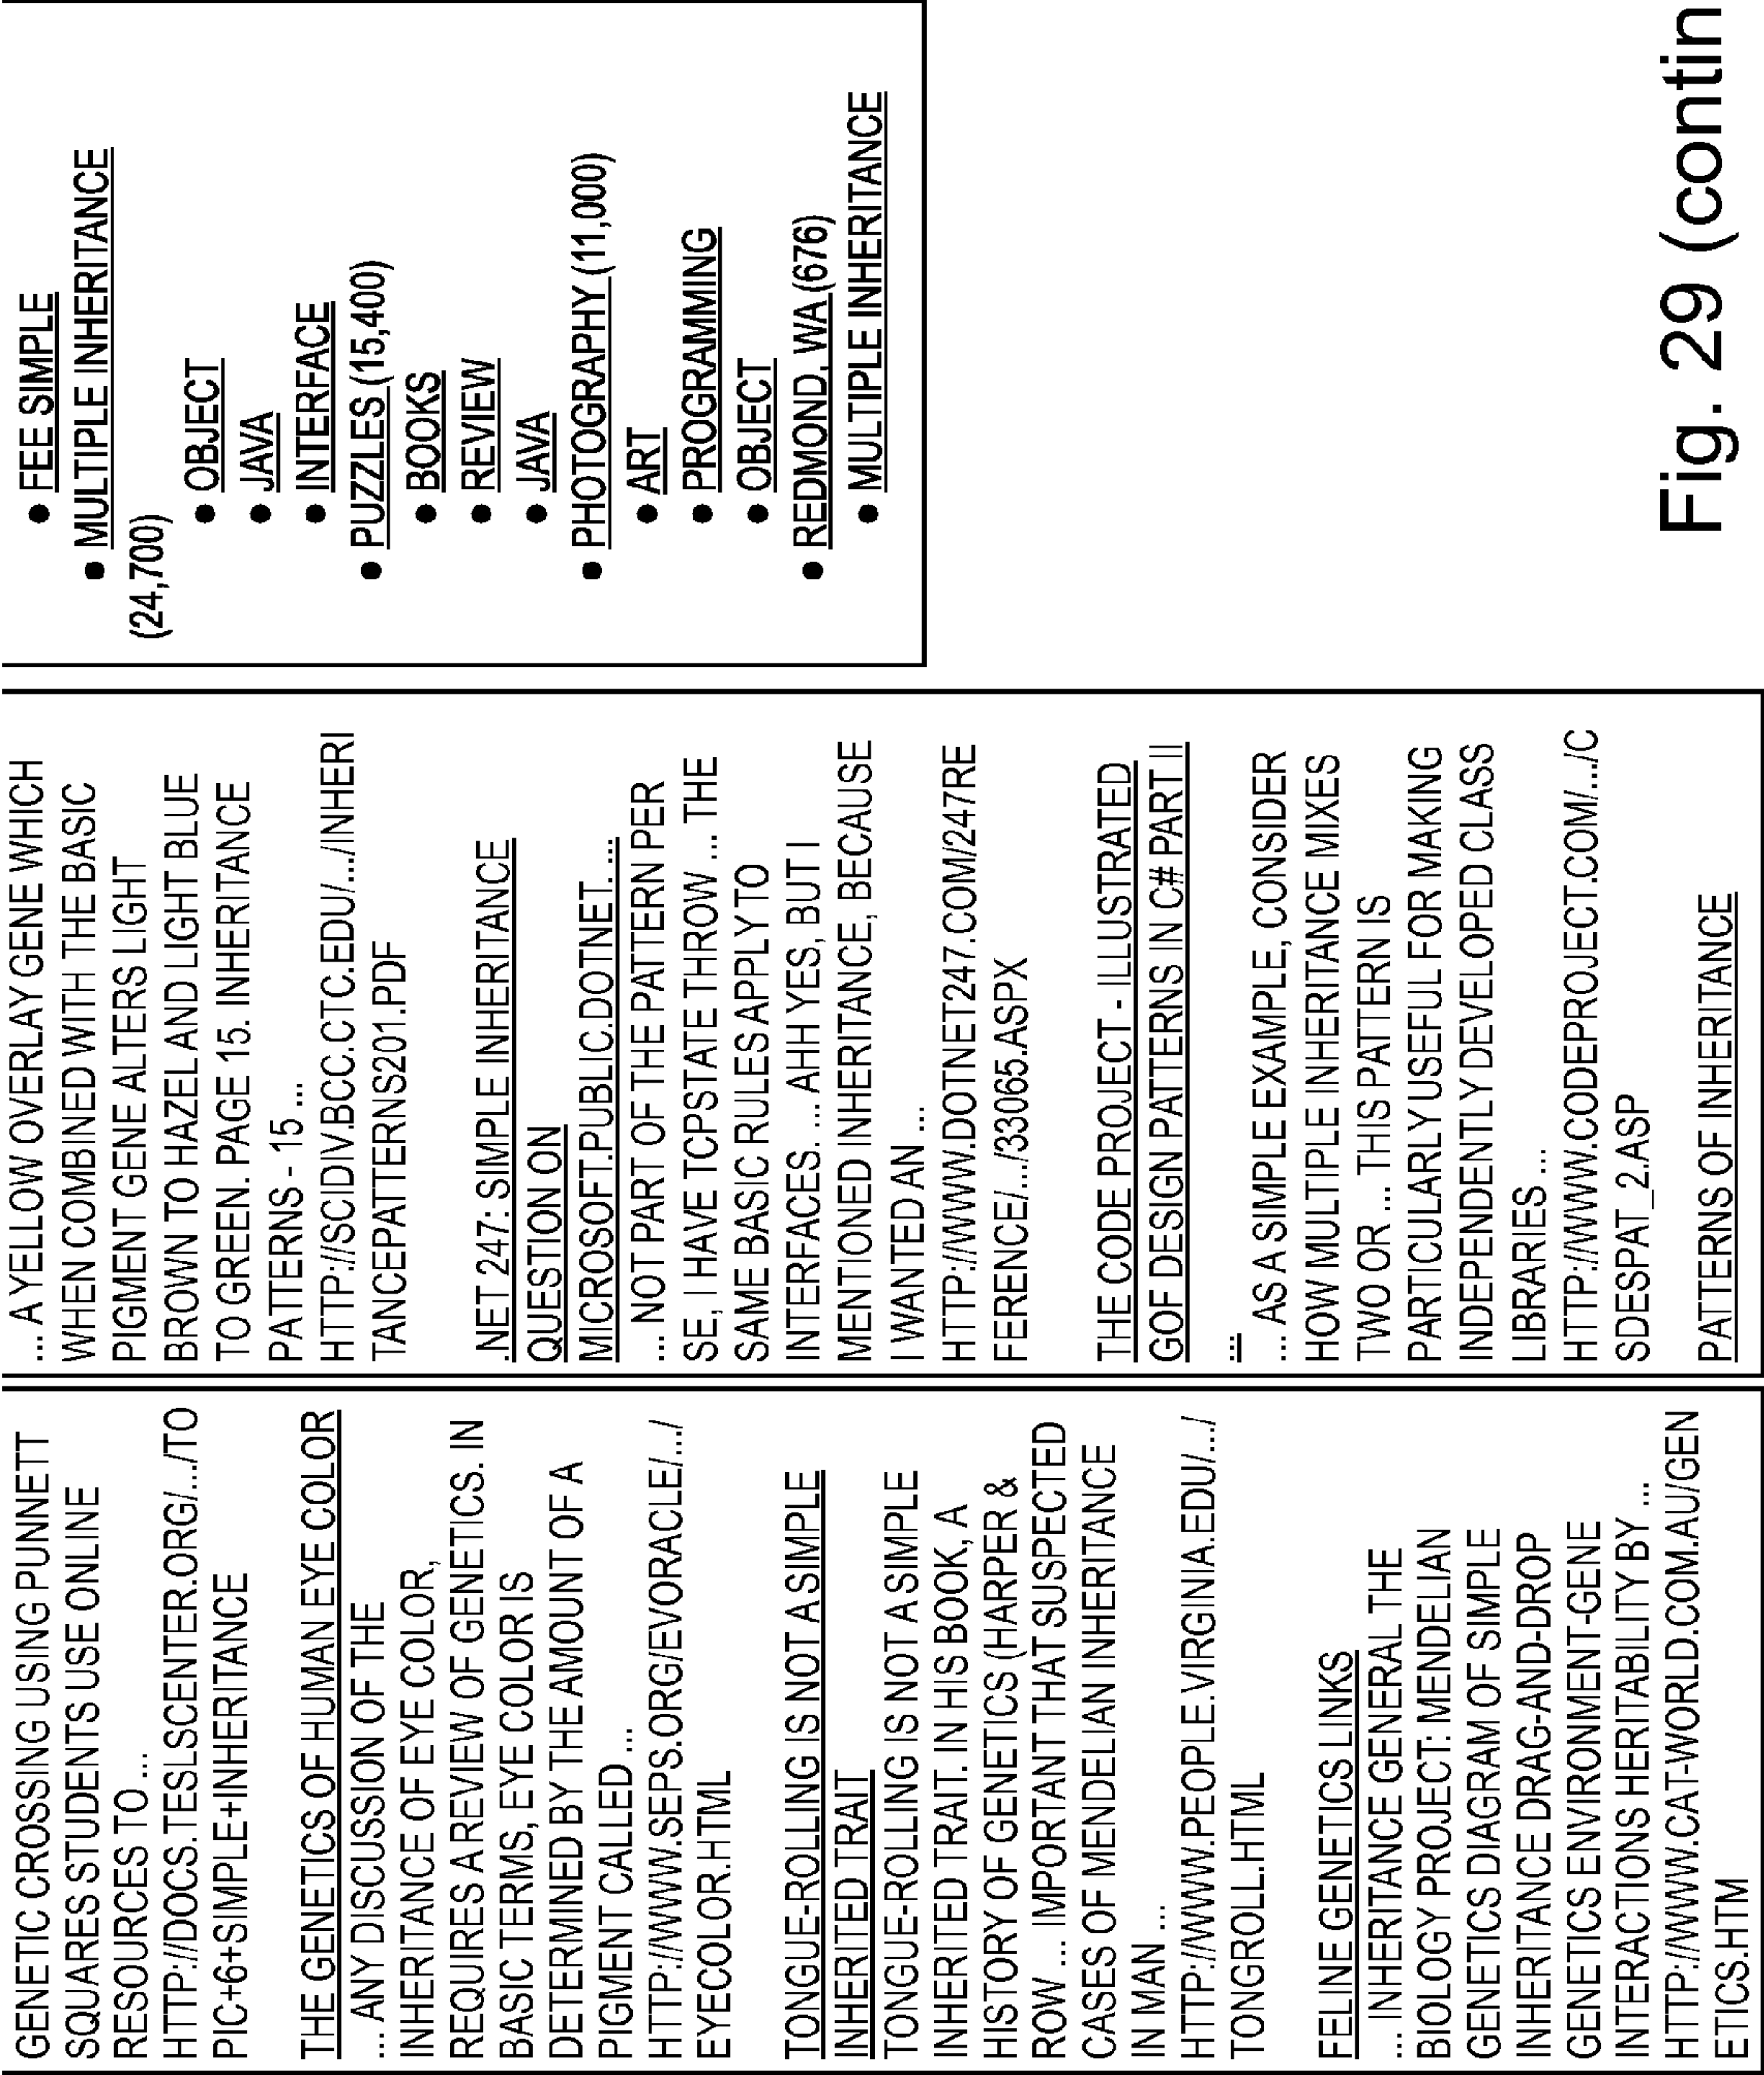 GENETIC CROSSING USING PUNNETT
SQUARES STUDENTS USE ONLINE
RESOURCES TO ...
HTTP://DOCS.TESLSCENTER.ORG/.../TO
PIC+6+SIMPLE+INHERITANCE
THE GENETICS OF HUMAN EYE COLOR
... ANY DISCUSSION OF THE
INHERITANCE OF EYE COLOR,
REQUIRES A REVIEW OF GENETICS. IN
BASIC TERMS, EYE COLOR IS
DETERMINED BY THE AMOUNT OF A
PIGMENT CALLED ...
HTTP://WWW.SEPS.ORG/EVORACLE/.../
EYECOLOR.HTML
TONGUE-ROLLING IS NOT A SIMPLE
INHERITED TRAIT
TONGUE-ROLLING IS NOT A SIMPLE
INHERITED TRAIT. IN HIS BOOK, A
HISTORY OF GENETICS (HARPER &
ROW ... IMPORTANT THAT SUSPECTED
CASES OF MENDELIAN INHERITANCE
IN MAN ...
HTTP://WWW.PEOPLE.VIRGINIA.EDU/.../
TONGROLL.HTML
FELINE GENETICS LINKS
... INHERITANCE GENERAL THE
BIOLOGY PROJECT: MENDELIAN
GENETICS DIAGRAM OF SIMPLE
INHERITANCE DRAG-AND-DROP
GENETICS ENVIRONMENT-GENE
INTERACTIONS HERITABILITY BY ...
HTTP://WWW.CAT-WORLD.COM.AU/GEN
ETICS.HTM
... A YELLOW OVERLAY GENE WHICH
WHEN COMBINED WITH THE BASIC
PIGMENT GENE ALTERS LIGHT
BROWN TO HAZEL AND LIGHT BLUE
TO GREEN. PAGE 15. INHERITANCE
PATTERNS - 15 ...
HTTP://SCIDIV.BCC.CTC.EDU/.../INHERI
TANCEPATTERNS201.PDF
.NET 247: SIMPLE INHERITANCE
QUESTION ON
MICROSOFT.PUBLIC.DOTNET. ...
... NOT PART OF THE PATTERN PER
SE, I HAVE TCPSTATE THROW ... THE
SAME BASIC RULES APPLY TO
INTERFACES. ... AHH YES, BUT I
MENTIONED INHERITANCE, BECAUSE
I WANTED AN ...
HTTP://WWW.DOTNET247.COM/247RE
FERENCE/.../33065.ASPX
THE CODE PROJECT - ILLUSTRATED
GOF DESIGN PATTERNS IN C# PART II
...
... AS A SIMPLE EXAMPLE, CONSIDER
HOW MULTIPLE INHERITANCE MIXES
TWO OR ... THIS PATTERN IS
PARTICULARLY USEFUL FOR MAKING
INDEPENDENTLY DEVELOPED CLASS
LIBRARIES ...
HTTP://WWW.CODEPROJECT.COM/.../C
SDESPAT_2.ASP
PATTERNS OF INHERITANCE
• FEE SIMPLE
• MULTIPLE INHERITANCE
(24,700)
• OBJECT
• JAVA
• INTERFACE
• PUZZLES (15,400)
• BOOKS
• REVIEW
• JAVA
• PHOTOGRAPHY (11,000)
• ART
• PROGRAMMING
• OBJECT
• REDMOND, WA (676)
• MULTIPLE INHERITANCE
Fig. 29 (contin